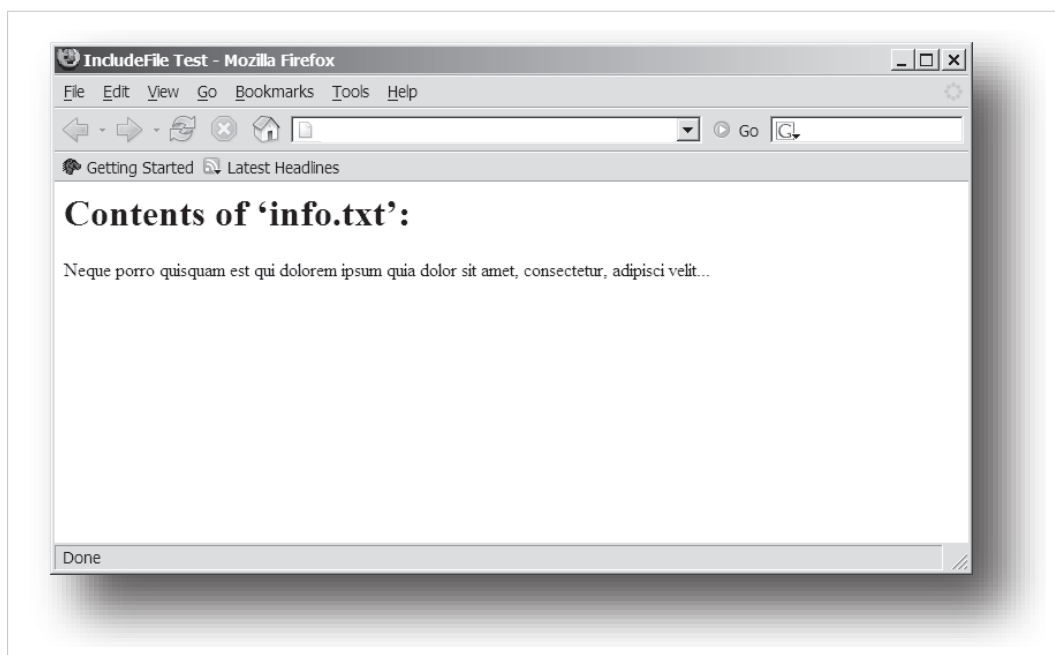 IncludeFile Test - Mozilla Firefox
File Edit View Go Bookmarks Tools Help
Go G
Getting Started Latest Headlines
Contents of ‘info.txt’:
Neque porro quisquam est qui dolorem ipsum quia dolor sit amet, consectetur, adipisci velit...
Done